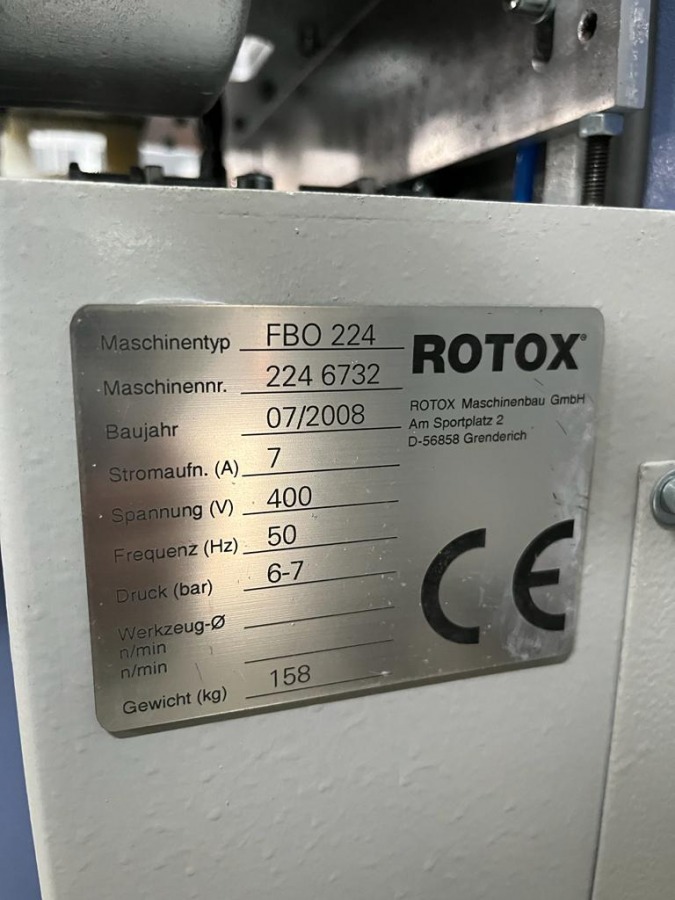 Maschinentyp FBO 224
Maschinennr. 224 6732
Baujahr 07/2008
Stromaufn. (A) 7
Spannung (V) 400
Frequenz (Hz) 50
Druck (bar) 6-7
Werkzeug-Ø
n/min
n/min
Gewicht (kg) 158
ROTOX®
ROTOX Maschinenbau GmbH
Am Sportplatz 2
D-56858 Grenderich
CE